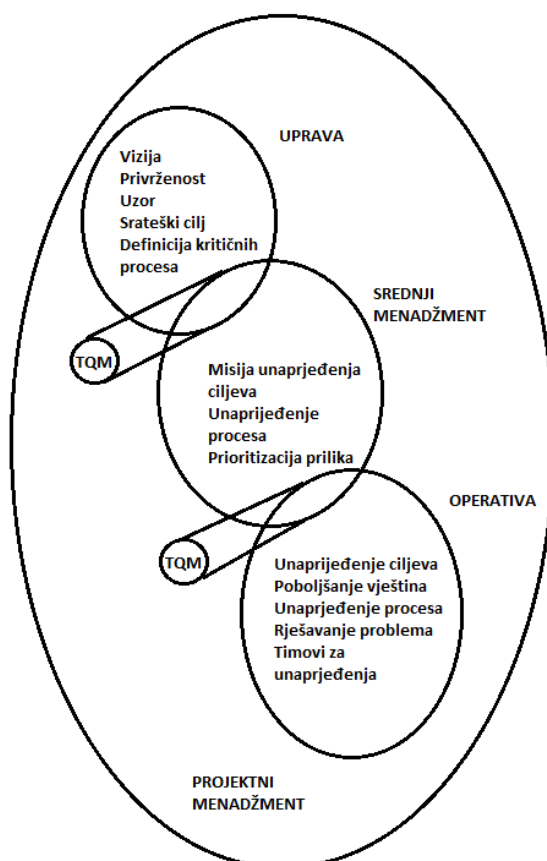 UPRAVA
Vizija
Privrženost
Uzor
Srateški cilj
Definicija kritičnih
procesa
TQM
SREDNJI
MENADŽMENT
Misija unaprjeđenja
ciljeva
Unaprijeđenje
procesa
Prioritizacija prilika
TQM
OPERATIVA
Unaprijeđenje ciljeva
Poboljšanje vještina
Unaprjeđenje procesa
Rješavanje problema
Timovi za
unaprjeđenja
PROJEKTNI
MENADŽMENT